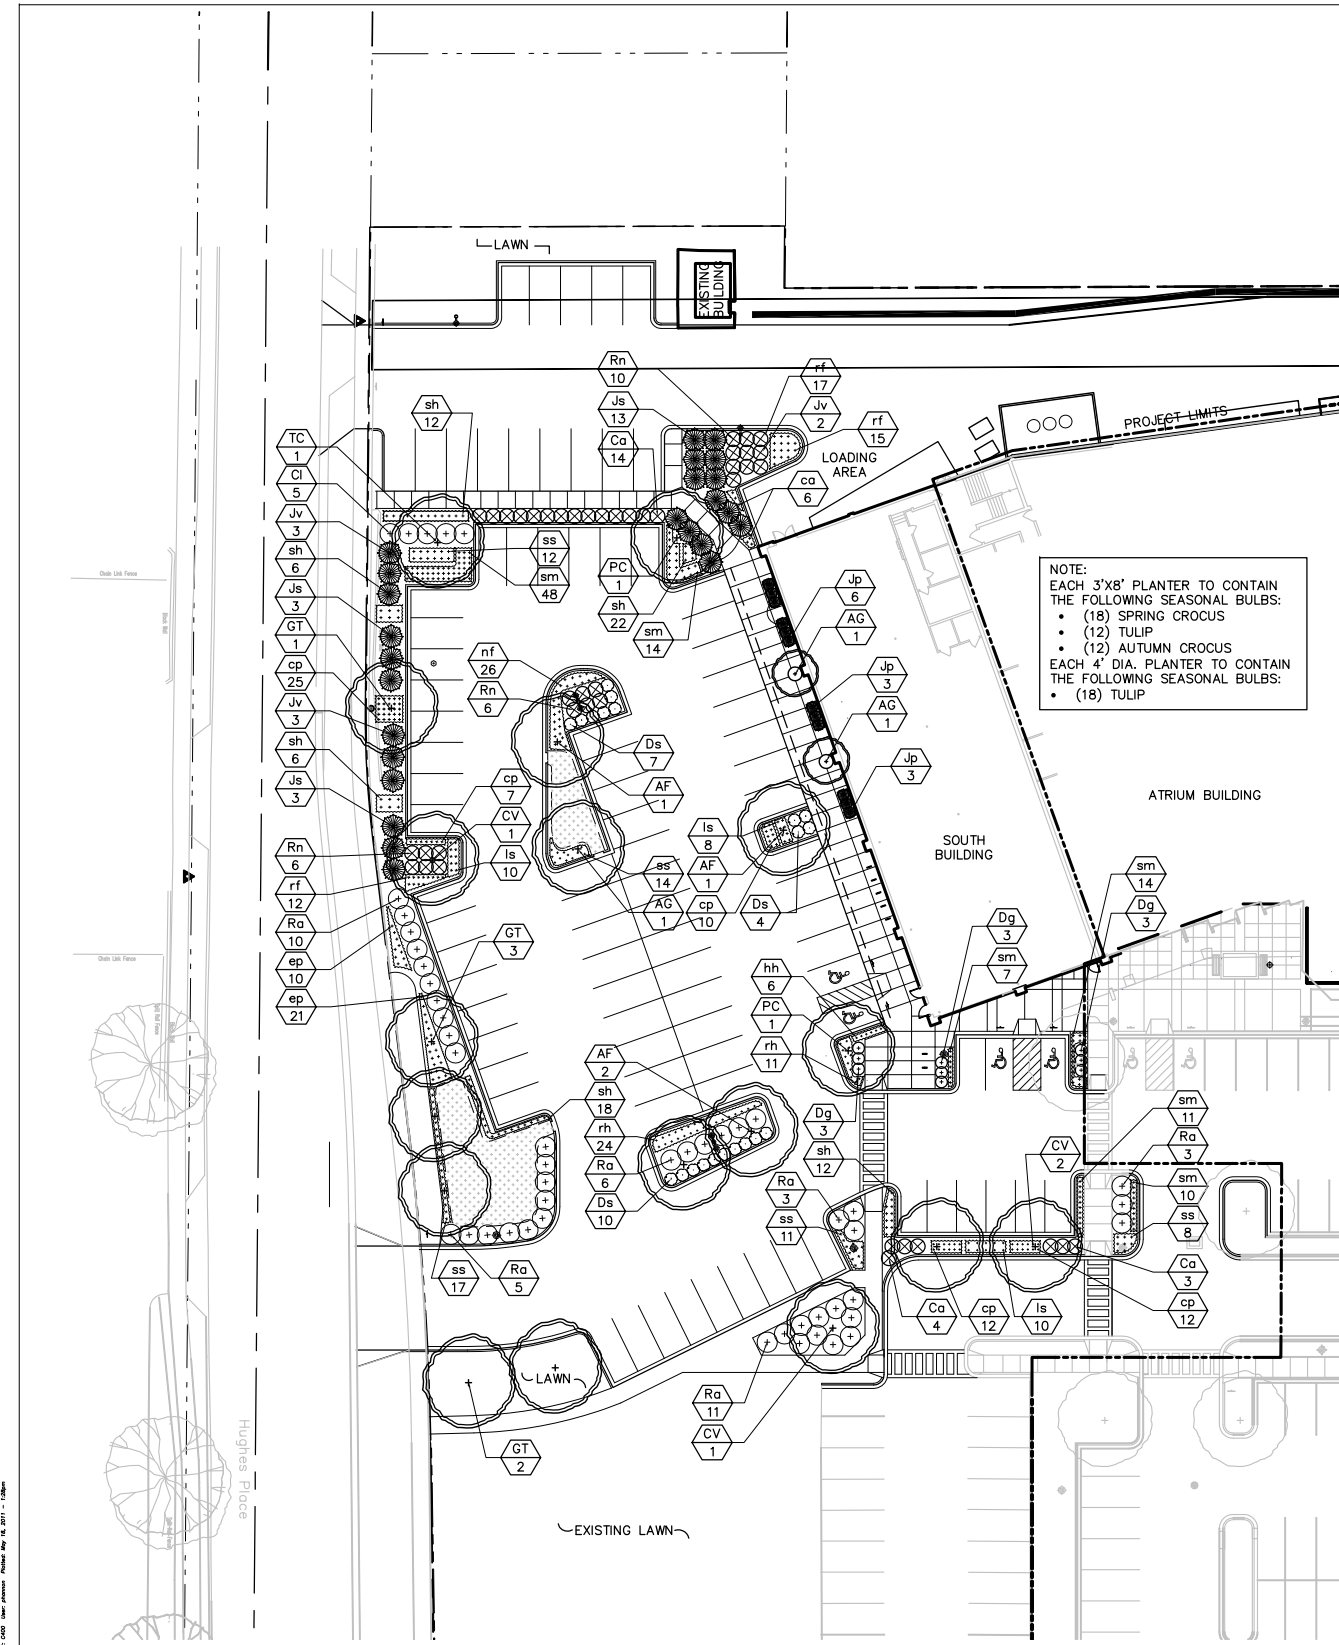 LAWN
EXISTING
BUILDING
PROJECT LIMITS
Rn
10
rf
17
Js
13
Jv
2
sh
12
rf
15
TC
1
Ca
14
LOADING
AREA
CI
5
ca
6
Jv
3
ss
12
sh
6
sm
48
PC
1
Jp
6
Js
3
sh
22
AG
1
GT
1
sm
14
nf
26
cp
25
Jp
3
Rn
6
Jv
3
AG
1
sh
6
Ds
7
Jp
3
Js
3
cp
7
AF
1
CV
1
ls
8
Rn
6
ls
10
ss
14
AF
1
rf
12
Ra
10
AG
1
cp
10
Ds
4
ep
10
GT
3
ep
21
NOTE:
EACH 3'X8' PLANTER TO CONTAIN
THE FOLLOWING SEASONAL BULBS:
• (18) SPRING CROCUS
• (12) TULIP
• (12) AUTUMN CROCUS
EACH 4' DIA. PLANTER TO CONTAIN
THE FOLLOWING SEASONAL BULBS:
• (18) TULIP
ATRIUM BUILDING
SOUTH
BUILDING
sm
14
Dg
3
Dg
3
sm
7
hh
6
PC
1
rh
11
AF
2
sh
18
Dg
3
rh
24
sh
12
Ra
6
Ra
3
Ds
10
ss
11
CV
2
sm
11
Ra
3
sm
10
ss
8
Ca
3
cp
12
ss
17
Ra
5
Ca
4
cp
12
ls
10
LAWN
Ra
11
CV
1
GT
2
EXISTING LAWN
Hughes Place
Chain Link Fence
Chain Link Fence